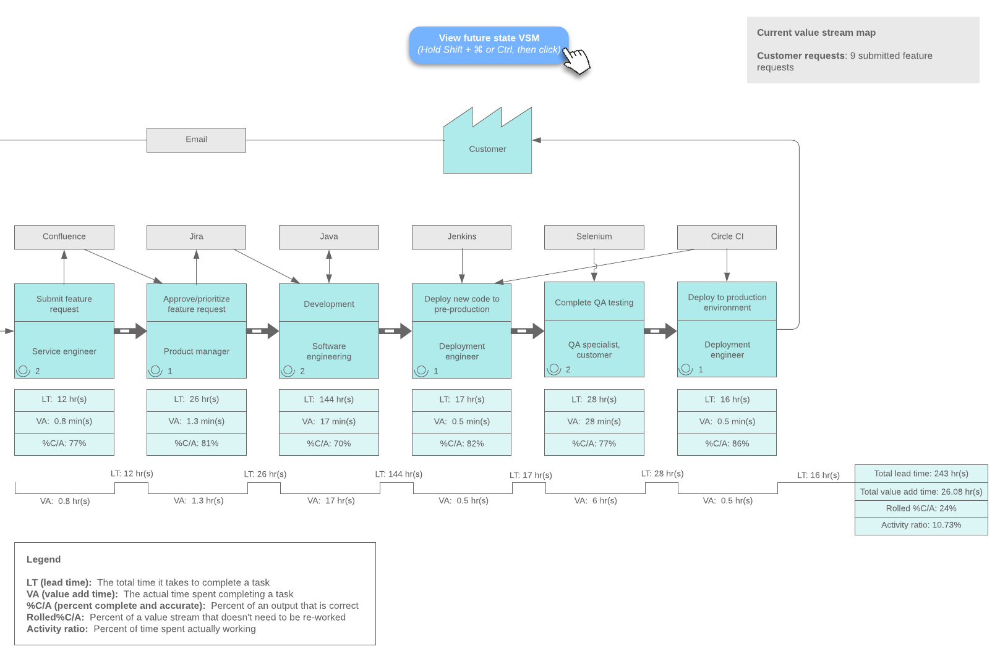 View future state VSM
(Hold Shift + ⌘ or Ctrl, then click)
Current value stream map
Customer requests: 9 submitted feature
requests
Email
Customer
Confluence
Jira
Java
Jenkins
Selenium
Circle CI
Submit feature
request
Service engineer
2
Approve/prioritize
feature request
Product manager
1
Development
Software
engineering
2
Deploy new code to
pre-production
Deployment
engineer
1
Complete QA testing
QA specialist,
customer
2
Deploy to production
environment
Deployment
engineer
1
LT: 12 hr(s)
VA: 0.8 min(s)
%C/A: 77%
LT: 26 hr(s)
VA: 1.3 min(s)
%C/A: 81%
LT: 144 hr(s)
VA: 17 min(s)
%C/A: 70%
LT: 17 hr(s)
VA: 0.5 min(s)
%C/A: 82%
LT: 28 hr(s)
VA: 28 min(s)
%C/A: 77%
LT: 16 hr(s)
VA: 0.5 min(s)
%C/A: 86%
LT: 12 hr(s)
LT: 26 hr(s)
LT: 144 hr(s)
LT: 17 hr(s)
LT: 28 hr(s)
LT: 16 hr(s)
VA: 0.8 hr(s)
VA: 1.3 hr(s)
VA: 17 hr(s)
VA: 0.5 hr(s)
VA: 6 hr(s)
VA: 0.5 hr(s)
Total lead time: 243 hr(s)
Total value add time: 26.08 hr(s)
Rolled %C/A: 24%
Activity ratio: 10.73%
Legend
LT (lead time): The total time it takes to complete a task
VA (value add time): The actual time spent completing a task
%C/A (percent complete and accurate): Percent of an output that is correct
Rolled%C/A: Percent of a value stream that doesn't need to be re-worked
Activity ratio: Percent of time spent actually working